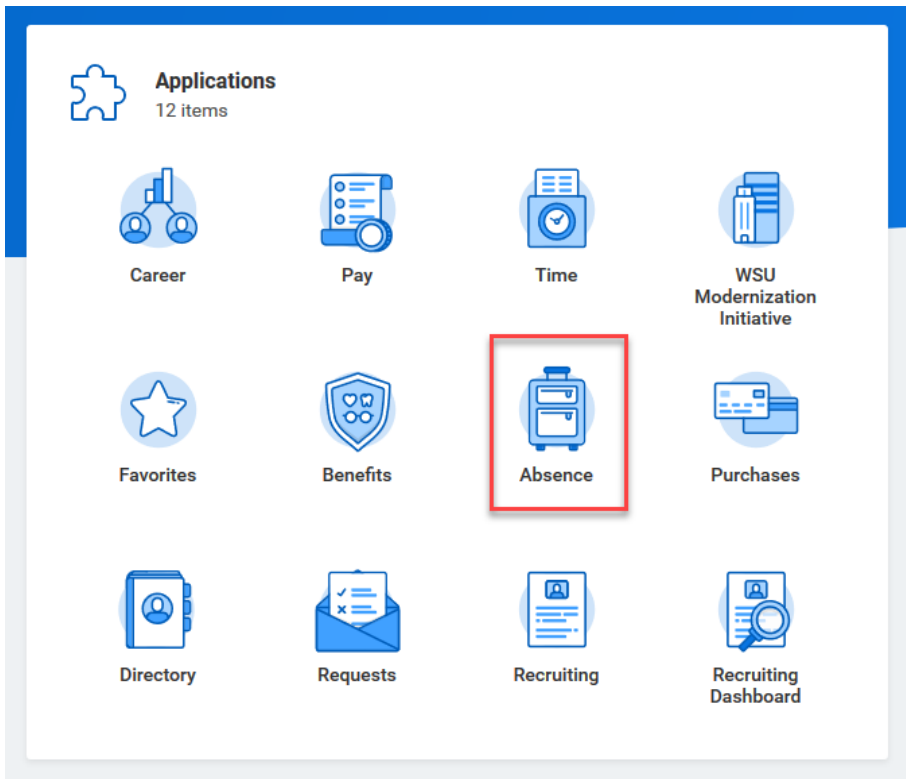 Applications
12 items
Career
Pay
Time
WSU
Modernization
Initiative
Favorites
Benefits
Absence
Purchases
Directory
Requests
Recruiting
Recruiting
Dashboard